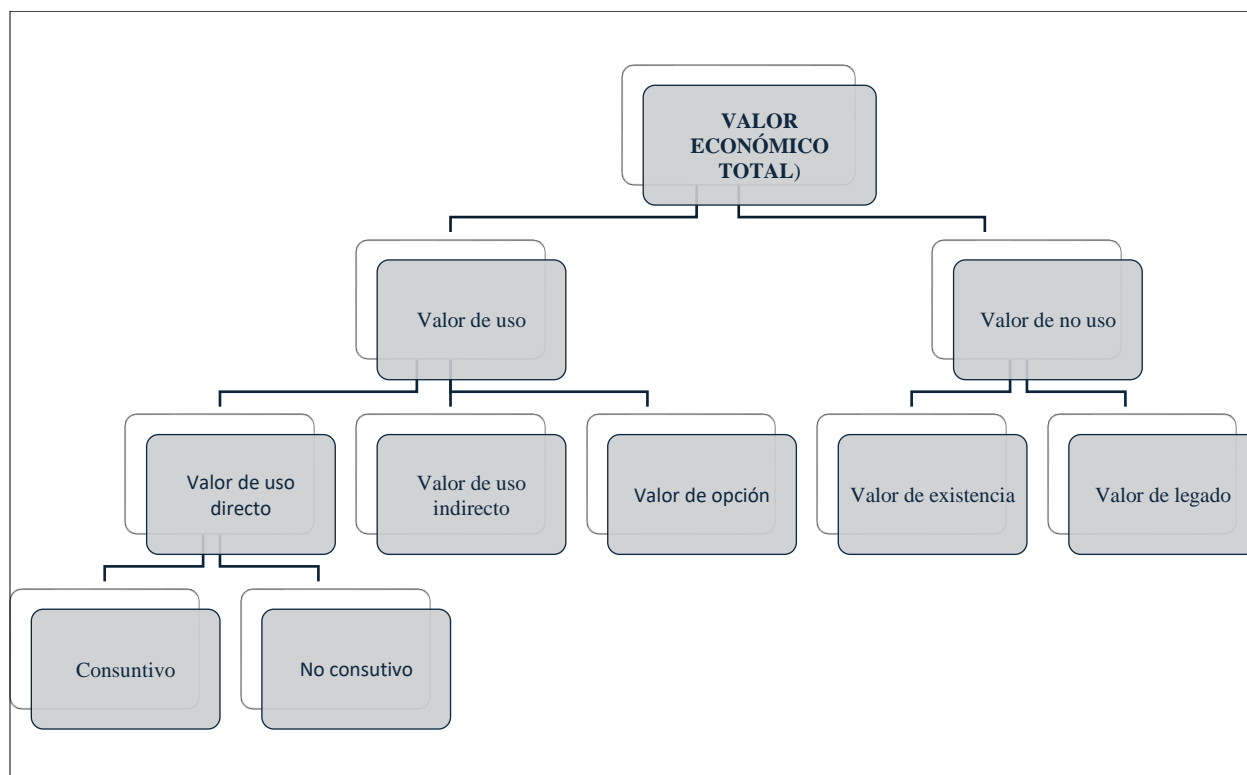 VALOR
ECONÓMICO
TOTAL)
Valor de uso
Valor de no uso
Valor de uso
directo
Valor de uso
indirecto
Valor de opción
Valor de existencia
Valor de legado
Consuntivo
No consutivo